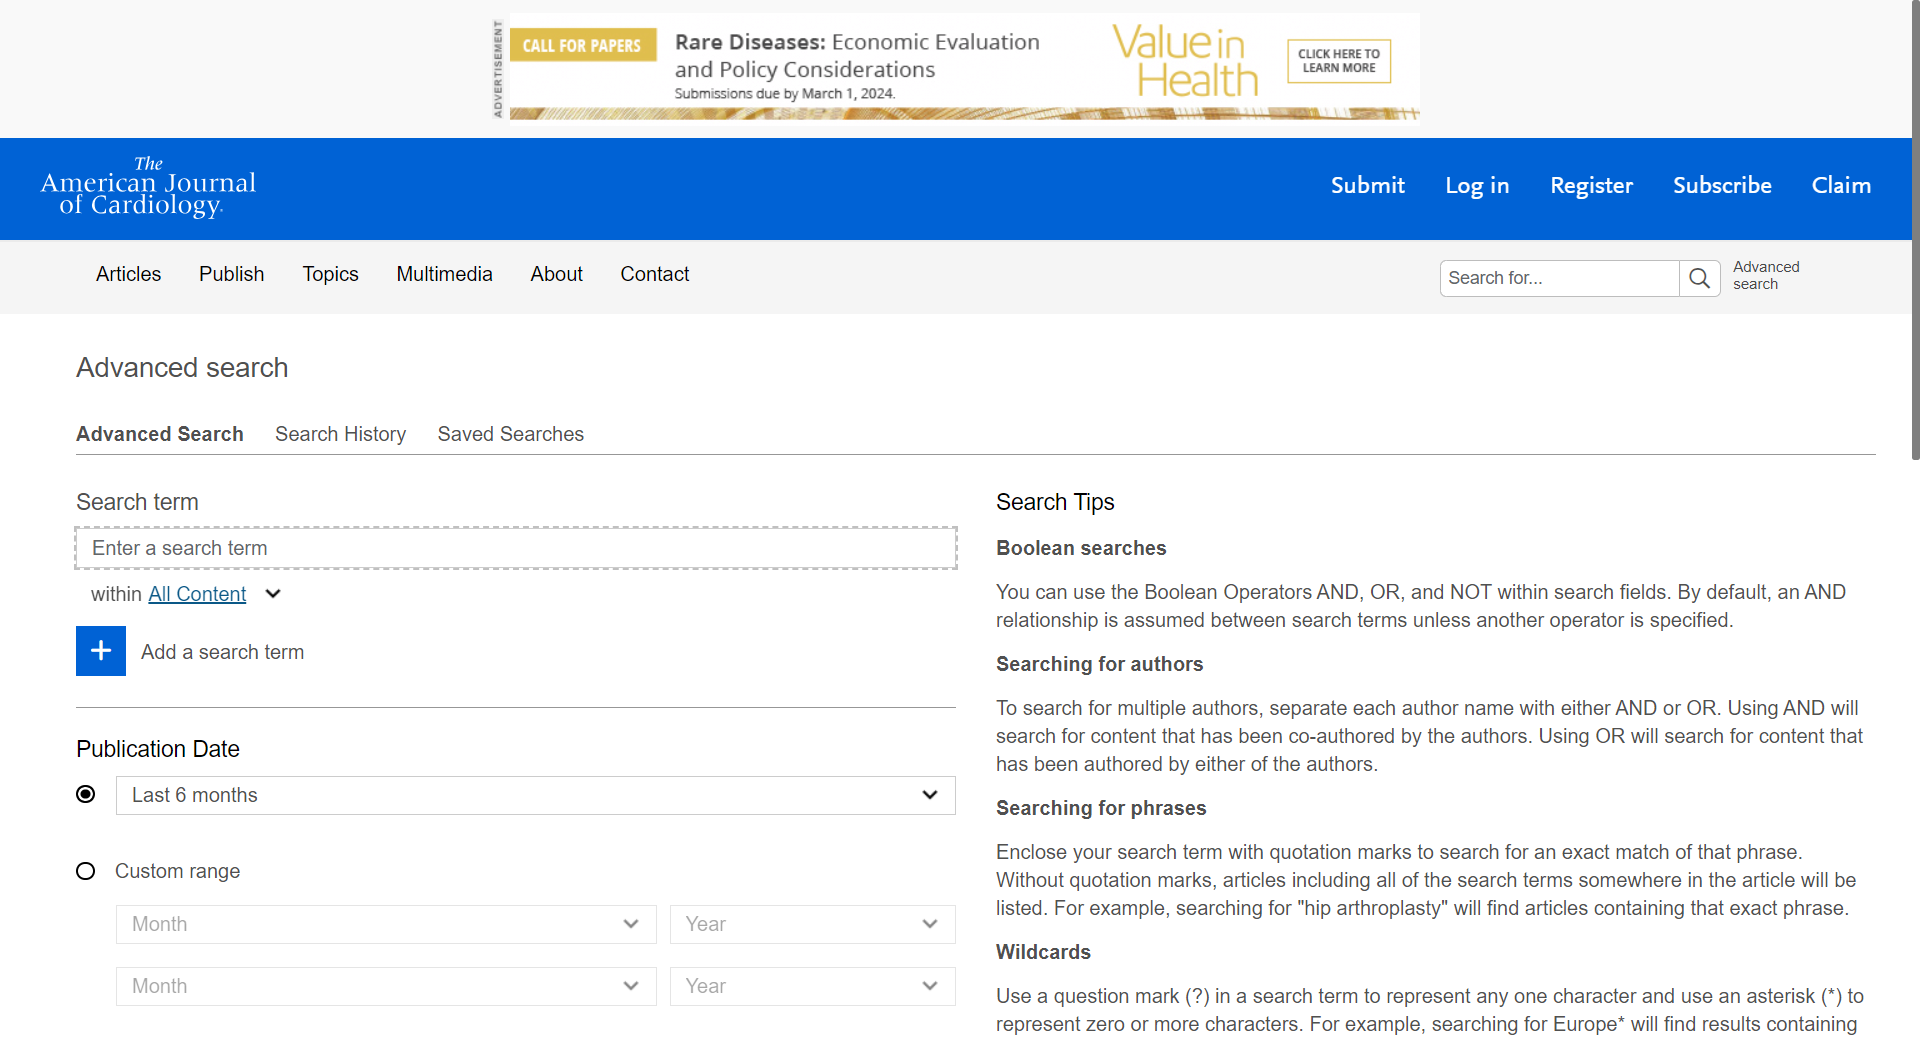 ADVERTISEMENT
CALL FOR PAPERS
Rare Diseases: Economic Evaluation
and Policy Considerations
Submissions due by March 1, 2024.
Value in
Health
CLICK HERE TO
LEARN MORE
The
American Journal
of Cardiology.
Submit
Log in
Register
Subscribe
Claim
Articles
Publish
Topics
Multimedia
About
Contact
Search for...
Advanced
search
Advanced search
Advanced Search
Search History
Saved Searches
Search term
Enter a search term
within All Content
Add a search term
Publication Date
Last 6 months
Custom range
Month
Year
Month
Year
Search Tips
Boolean searches
You can use the Boolean Operators AND, OR, and NOT within search fields. By default, an AND
relationship is assumed between search terms unless another operator is specified.
Searching for authors
To search for multiple authors, separate each author name with either AND or OR. Using AND will
search for content that has been co-authored by the authors. Using OR will search for content that
has been authored by either of the authors.
Searching for phrases
Enclose your search term with quotation marks to search for an exact match of that phrase.
Without quotation marks, articles including all of the search terms somewhere in the article will be
listed. For example, searching for "hip arthroplasty" will find articles containing that exact phrase.
Wildcards
Use a question mark (?) in a search term to represent any one character and use an asterisk (*) to
represent zero or more characters. For example, searching for Europe* will find results containing